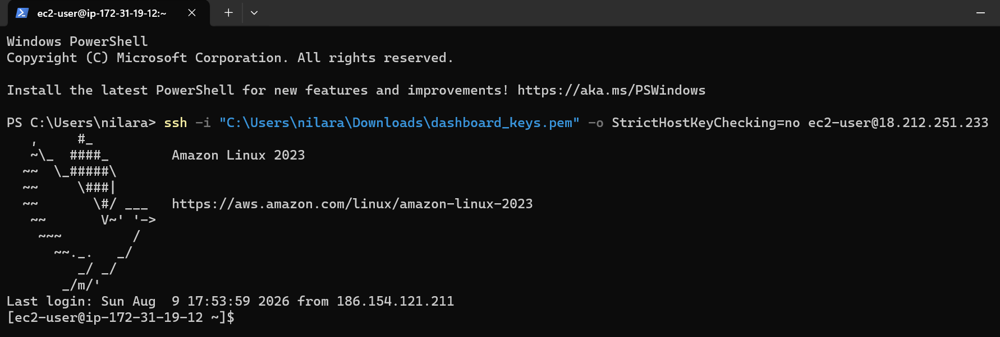 ec2-user@ip-172-31-19-12:~
Windows PowerShell
Copyright (C) Microsoft Corporation. All rights reserved.

Install the latest PowerShell for new features and improvements! https://aka.ms/PSWindows

PS C:\Users\nilara> ssh -i "C:\Users\nilara\Downloads\dashboard_keys.pem" -o StrictHostKeyChecking=no ec2-user@18.212.251.233
   ,     #_
   ~\_  ####_        Amazon Linux 2023
  ~~  \_#####\
  ~~     \###|
  ~~       \#/ ___   https://aws.amazon.com/linux/amazon-linux-2023
   ~~       V~' '->
    ~~~         /
      ~~._.   _/
         _/ _/
       _/m/'
Last login: Sun Aug  9 17:53:59 2026 from 186.154.121.211
[ec2-user@ip-172-31-19-12 ~]$